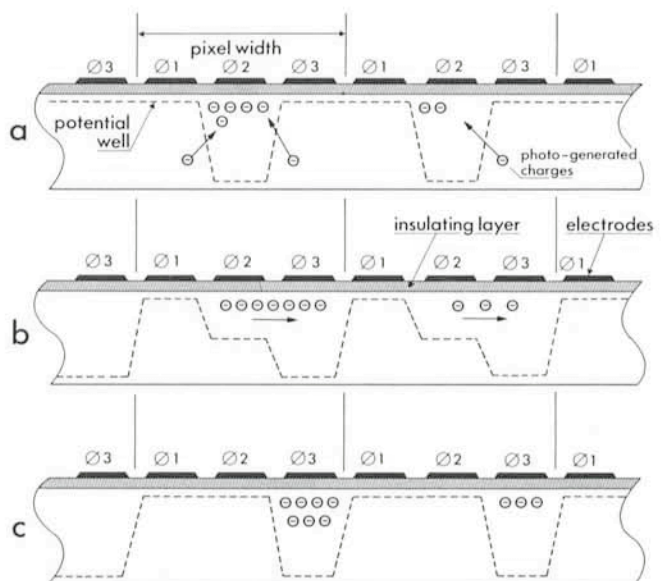 pixel width
∅3 ∅1 ∅2 ∅3 ∅1 ∅2 ∅3 ∅1
a
potential
well
photo-generated
charges
insulating layer
electrodes
∅3 ∅1 ∅2 ∅3 ∅1 ∅2 ∅3 ∅1
b
∅3 ∅1 ∅2 ∅3 ∅1 ∅2 ∅3 ∅1
c